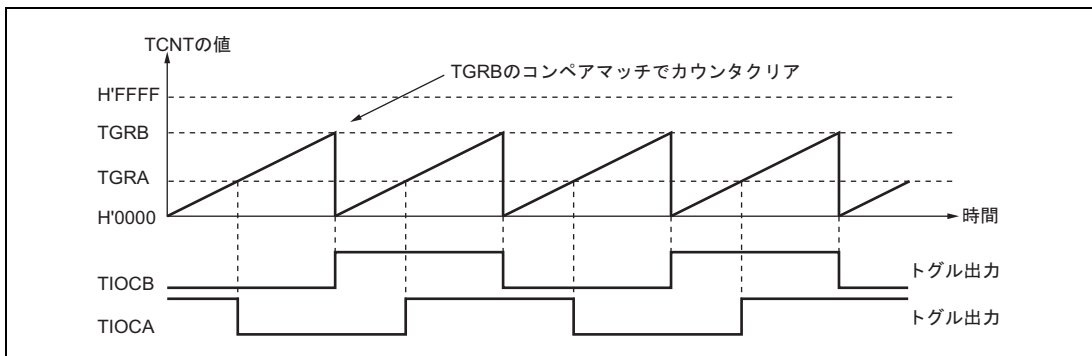 TCNTの値
TGRBのコンペアマッチでカウンタクリア
H'FFFF
TGRB
TGRA
H'0000
時間
TIOCB
トグル出力
TIOCA
トグル出力